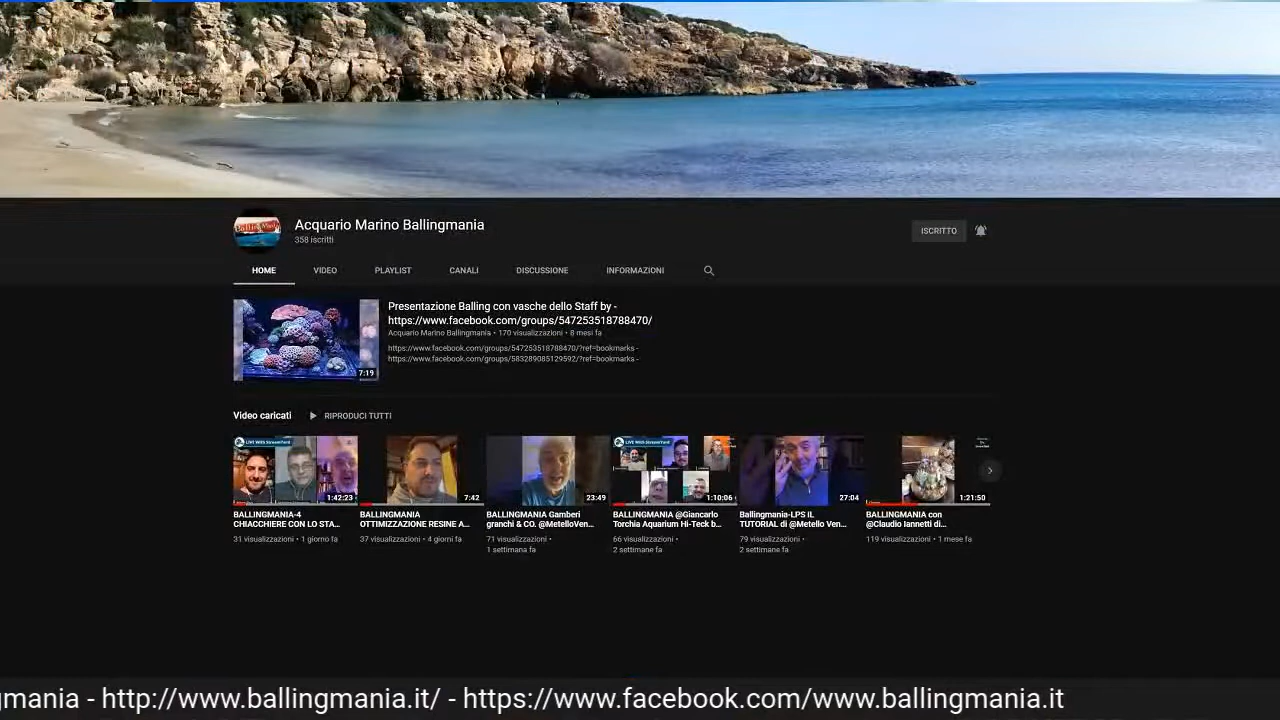 Acquario Marino Ballingmania
358 iscritti
ISCRITTO
HOME
VIDEO
PLAYLIST
CANALI
DISCUSSIONE
INFORMAZIONI
Presentazione Balling con vasche dello Staff by -
https://www.facebook.com/groups/547253518788470/
Acquario Marino Ballingmania • 170 visualizzazioni • 8 mesi fa
https://www.facebook.com/groups/547253518788470/?ref=bookmarks -
https://www.facebook.com/groups/583289085129592/?ref=bookmarks -
7:19
Video caricati
RIPRODUCI TUTTI
LIVE With StreamYard
1:42:23
BALLINGMANIA-4
CHIACCHIERE CON LO STA...
31 visualizzazioni • 1 giorno fa
7:42
BALLINGMANIA
OTTIMIZZAZIONE RESINE A...
37 visualizzazioni • 4 giorni fa
23:49
BALLINGMANIA Gamberi
granchi & CO. @MetelloVen...
71 visualizzazioni •
1 settimana fa
LIVE With StreamYard
1:10:06
BALLINGMANIA @Giancarlo
Torchia Aquarium Hi-Teck b...
66 visualizzazioni •
2 settimane fa
27:04
Ballingmania-LPS IL
TUTORIAL di @Metello Ven...
79 visualizzazioni •
2 settimane fa
1:21:50
BALLINGMANIA con
@Claudio Iannetti di...
119 visualizzazioni • 1 mese fa
gmania - http://www.ballingmania.it/ - https://www.facebook.com/www.ballingmania.it